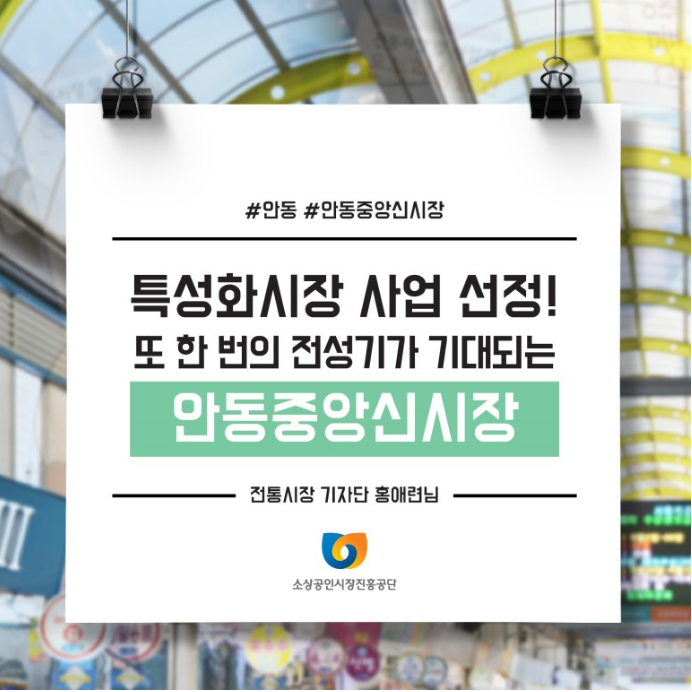 #안동 #안동중앙신시장
특성화시장 사업 선정!
또 한 번의 전성기가 기대되는
안동중앙신시장
전통시장 기자단 홍애련님
소상공인시장진흥공단